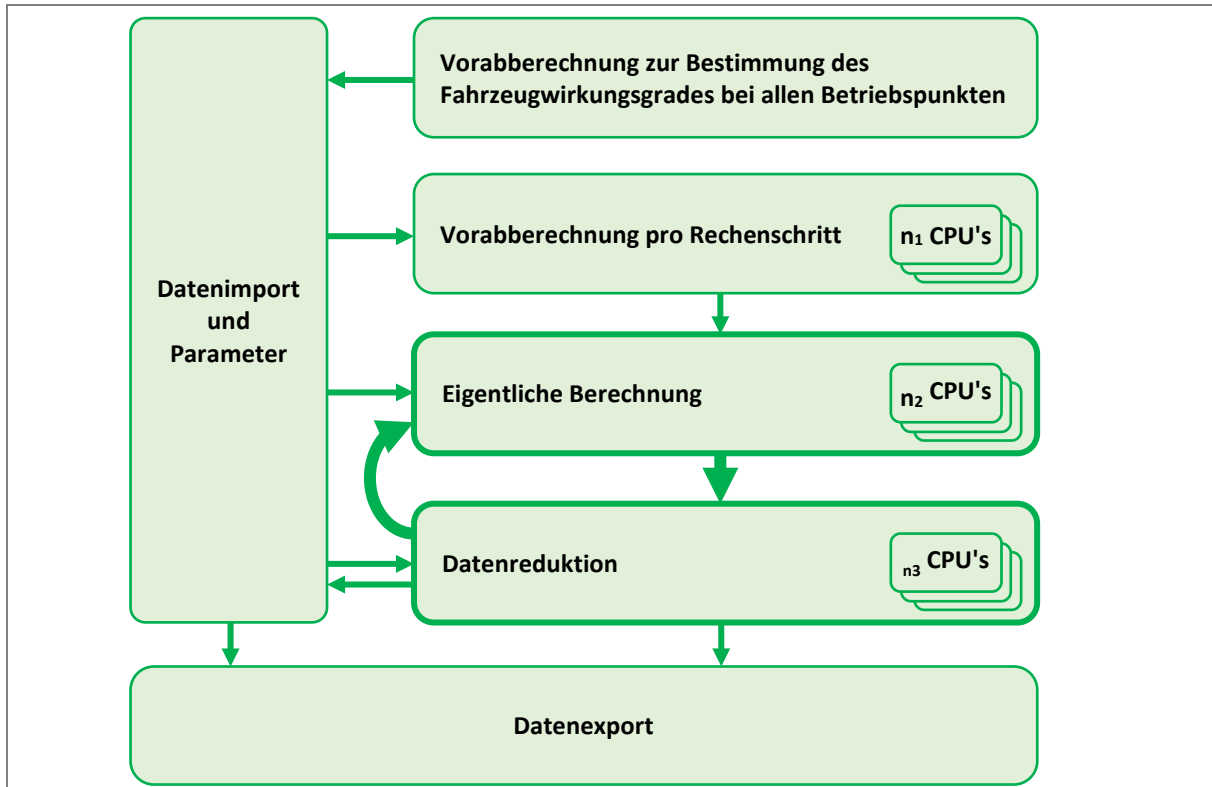 Vorabberechnung zur Bestimmung des
Fahrzeugwirkungsgrades bei allen Betriebspunkten
Vorabberechnung pro Rechenschritt
n₁ CPU's
Datenimport
und
Parameter
Eigentliche Berechnung
n₂ CPU's
Datenreduktion
n3 CPU's
Datenexport